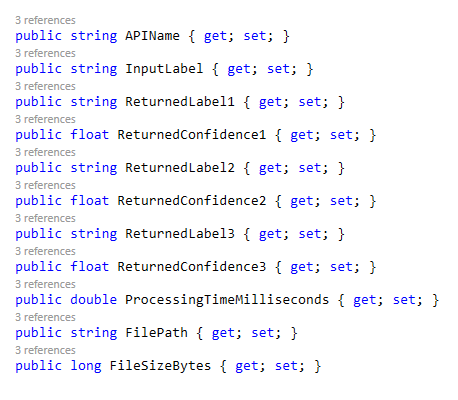 3 references
public string APIName { get; set; }
3 references
public string InputLabel { get; set; }
3 references
public string ReturnedLabel1 { get; set; }
3 references
public float ReturnedConfidence1 { get; set; }
3 references
public string ReturnedLabel2 { get; set; }
3 references
public float ReturnedConfidence2 { get; set; }
3 references
public string ReturnedLabel3 { get; set; }
3 references
public float ReturnedConfidence3 { get; set; }
3 references
public double ProcessingTimeMilliseconds { get; set; }
3 references
public string FilePath { get; set; }
3 references
public long FileSizeBytes { get; set; }